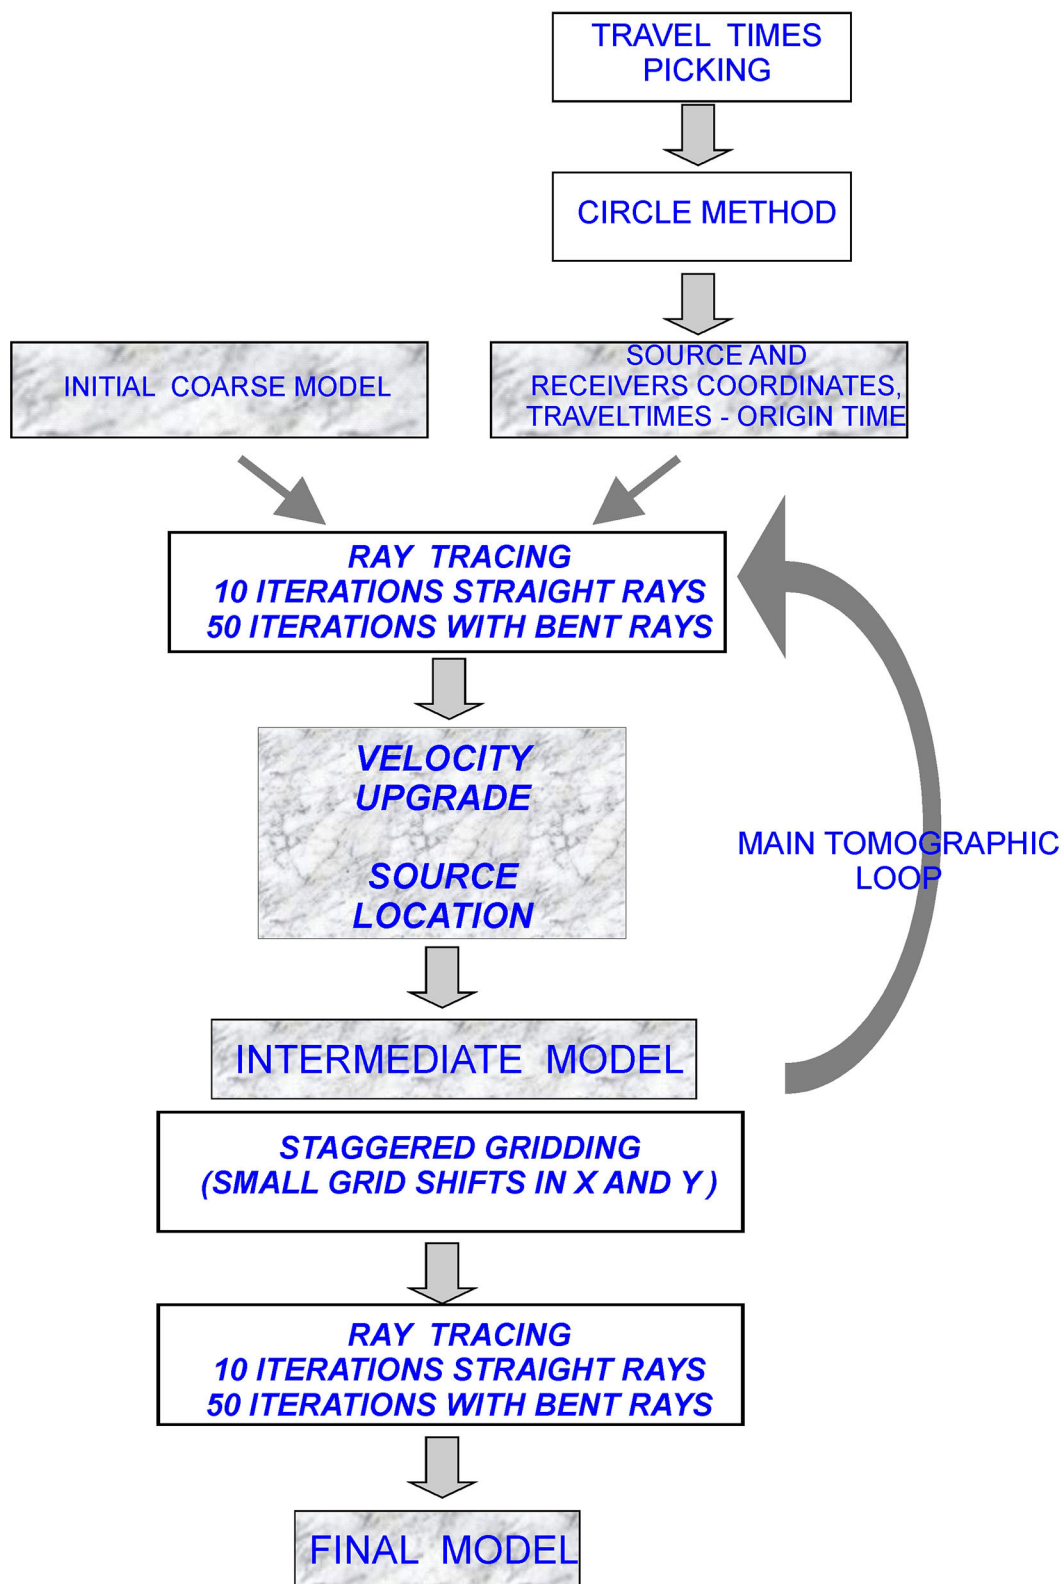 TRAVEL TIMES
PICKING
CIRCLE METHOD
INITIAL COARSE MODEL
SOURCE AND
RECEIVERS COORDINATES,
TRAVELTIMES - ORIGIN TIME
RAY TRACING
10 ITERATIONS STRAIGHT RAYS
50 ITERATIONS WITH BENT RAYS
VELOCITY
UPGRADE
SOURCE
LOCATION
MAIN TOMOGRAPHIC
LOOP
INTERMEDIATE MODEL
STAGGERED GRIDDING
(SMALL GRID SHIFTS IN X AND Y )
RAY TRACING
10 ITERATIONS STRAIGHT RAYS
50 ITERATIONS WITH BENT RAYS
FINAL MODEL